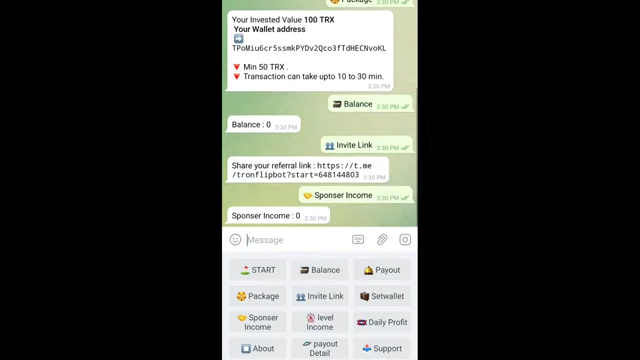 Package
Your Invested Value 100 TRX
Your Wallet address
TPoMiu6cr5ssmkPYDv2Qco3fTdHECNvoKL
Min 50 TRX .
Transaction can take upto 10 to 30 min.
3:30 PM
Balance 3:30 PM
Balance : 0 3:30 PM
Invite Link 3:30 PM
Share your referral link : https://t.me
/tronflipbot?start=648144803 3:30 PM
Sponser Income 3:30 PM
Sponser Income : 0 3:30 PM
Message
START Balance Payout
Package Invite Link Setwallet
Sponser Income level Income Daily Profit
About payout Detail Support